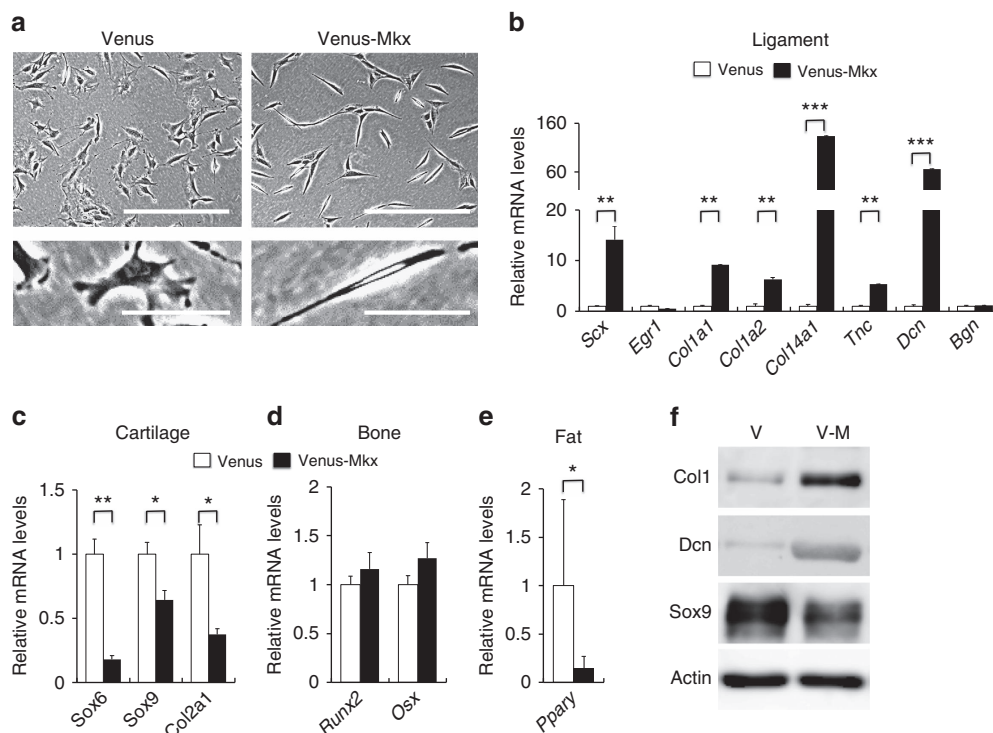 a
Venus
Venus-Mkx
b
Ligament
Venus
Venus-Mkx
Relative mRNA levels
160
60
20
10
0
**
**
**
***
**
***
Scx
Egr1
Col1a1
Col1a2
Col14a1
Tnc
Dcn
Bgn
c
Cartilage
d
Bone
Venus
Venus-Mkx
Relative mRNA levels
1.5
1
0.5
0
**
*
*
Sox6
Sox9
Col2a1
Relative mRNA levels
2
1.5
1
0.5
0
Runx2
Osx
e
Fat
Relative mRNA levels
2
1.5
1
0.5
0
*
Pparγ
f
V
V-M
Col1
Dcn
Sox9
Actin